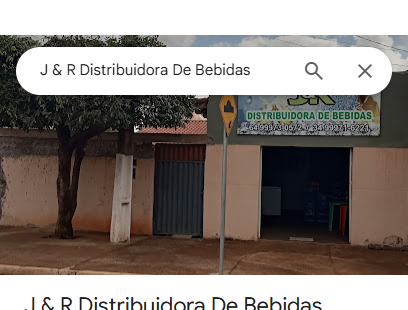 J & R Distribuidora De Bebidas
J&R
DISTRIBUIDORA DE BEBIDAS
J & R Distribuidora De Bebidas